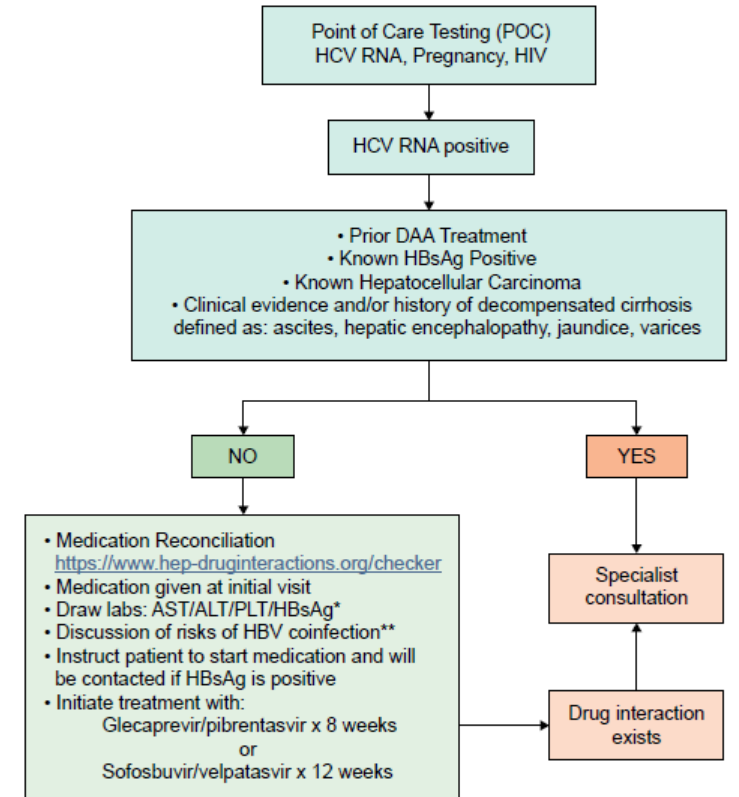 Point of Care Testing (POC)
HCV RNA, Pregnancy, HIV
HCV RNA positive
• Prior DAA Treatment
• Known HBsAg Positive
• Known Hepatocellular Carcinoma
• Clinical evidence and/or history of decompensated cirrhosis
defined as: ascites, hepatic encephalopathy, jaundice, varices
NO
YES
• Medication Reconciliation
https://www.hep-druginteractions.org/checker
• Medication given at initial visit
• Draw labs: AST/ALT/PLT/HBsAg*
• Discussion of risks of HBV coinfection**
• Instruct patient to start medication and will
be contacted if HBsAg is positive
• Initiate treatment with:
Glecaprevir/pibrentasvir x 8 weeks
or
Sofosbuvir/velpatasvir x 12 weeks
Specialist
consultation
Drug interaction
exists